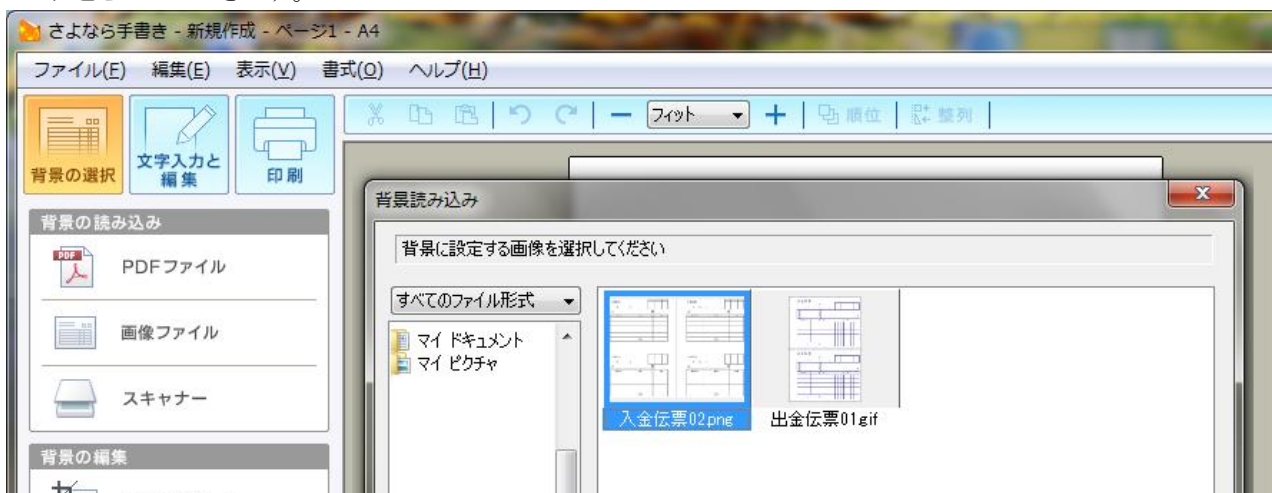 さよなら手書き - 新規作成 - ページ1 - A4
ファイル(F) 編集(E) 表示(V) 書式(O) ヘルプ(H)
背景の選択
文字入力と
編集
印刷
フィット
順位
整列
背景の読み込み
PDF
PDFファイル
画像ファイル
スキャナー
背景の編集
背景読み込み
背景に設定する画像を選択してください
すべてのファイル形式
マイ ドキュメント
マイ ピクチャ
入金伝票02.png
出金伝票01.gif